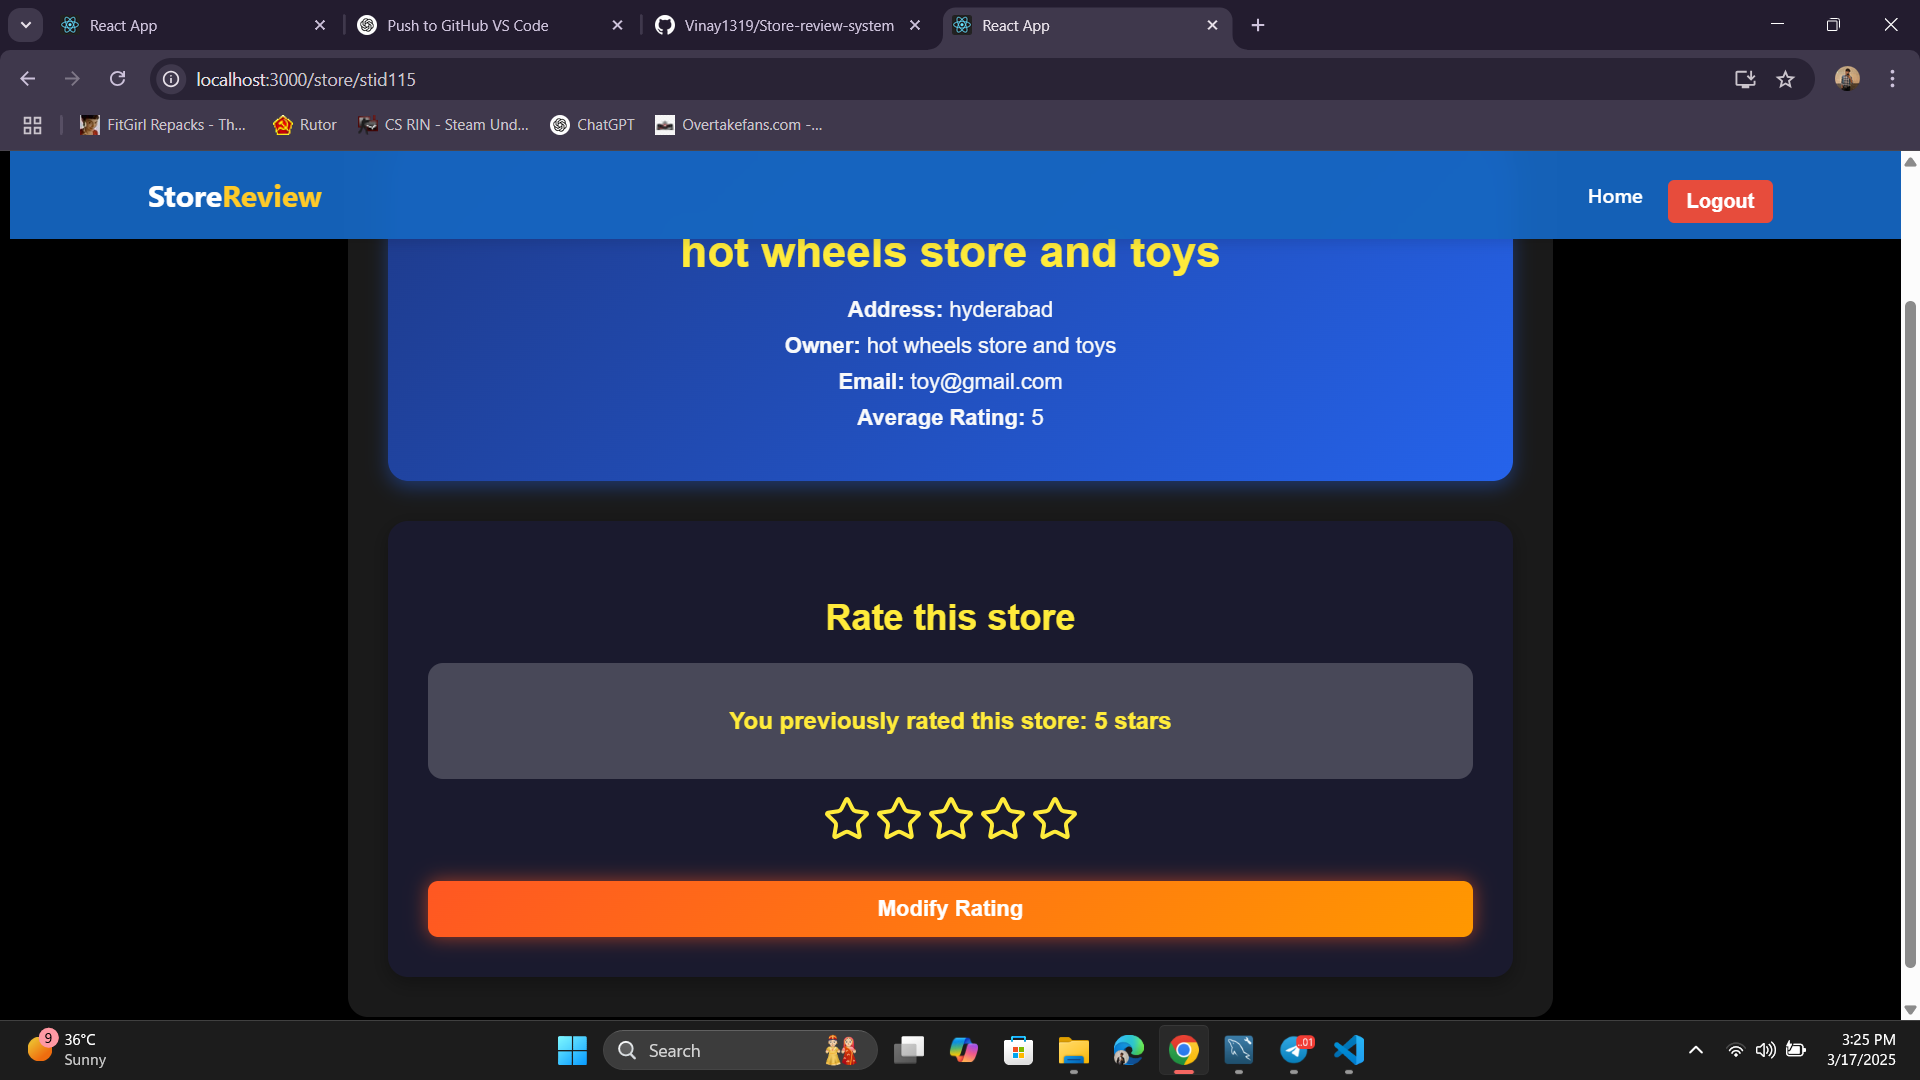 React App
Push to GitHub VS Code
Vinay1319/Store-review-system
React App
localhost:3000/store/stid115
FitGirl Repacks - Th...
Rutor
CS RIN - Steam Und...
ChatGPT
Overtakefans.com -...
StoreReview
Home
Logout
hot wheels store and toys
Address: hyderabad
Owner: hot wheels store and toys
Email: toy@gmail.com
Average Rating: 5
Rate this store
You previously rated this store: 5 stars
Modify Rating
9
36°C
Sunny
Search
..01
3:25 PM
3/17/2025